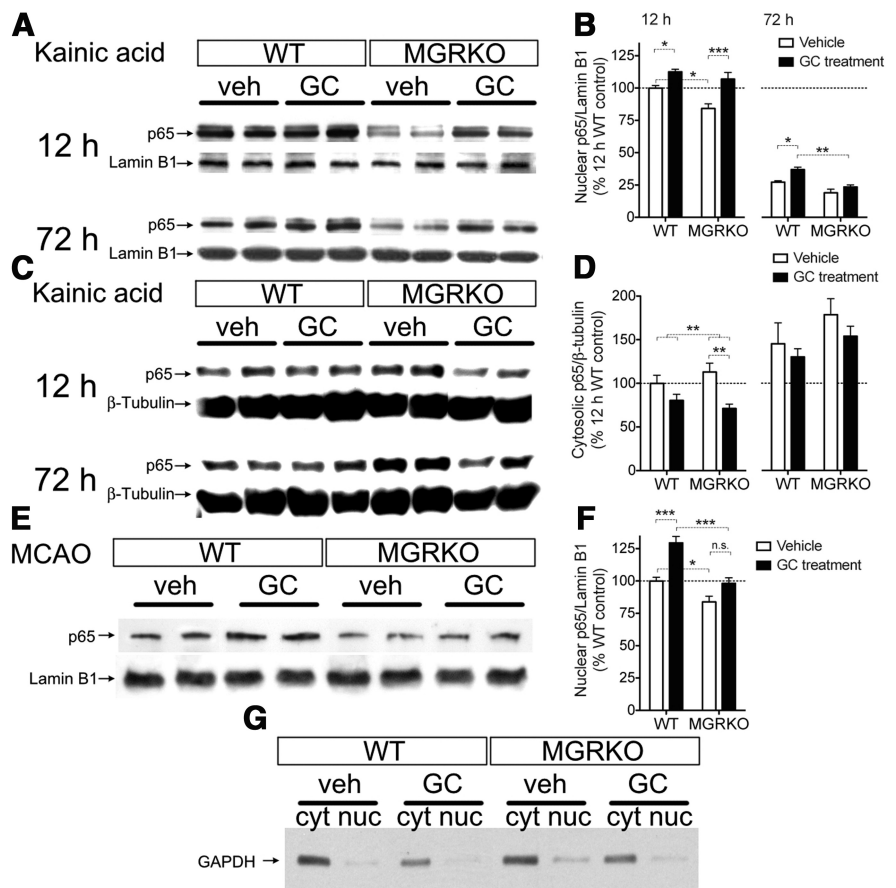 A
Kainic acid
WT
MGRKO
veh
GC
veh
GC
12 h
p65
Lamin B1
72 h
p65
Lamin B1
B
12 h
72 h
Vehicle
GC treatment
Nuclear p65/Lamin B1
(% 12 h WT control)
125
100
75
50
25
0
*
***
*
*
**
WT
MGRKO
WT
MGRKO
C
Kainic acid
WT
MGRKO
veh
GC
veh
GC
12 h
p65
β-Tubulin
72 h
p65
β-Tubulin
D
Vehicle
GC treatment
Cytosolic p65/β-tubulin
(% 12 h WT control)
200
150
100
50
0
**
**
WT
MGRKO
WT
MGRKO
E
MCAO
WT
MGRKO
veh
GC
veh
GC
p65
Lamin B1
F
Vehicle
GC treatment
Nuclear p65/Lamin B1
(% WT control)
125
100
75
50
25
0
***
***
n.s.
*
WT
MGRKO
G
WT
MGRKO
veh
GC
veh
GC
cyt nuc
cyt nuc
cyt nuc
cyt nuc
GAPDH